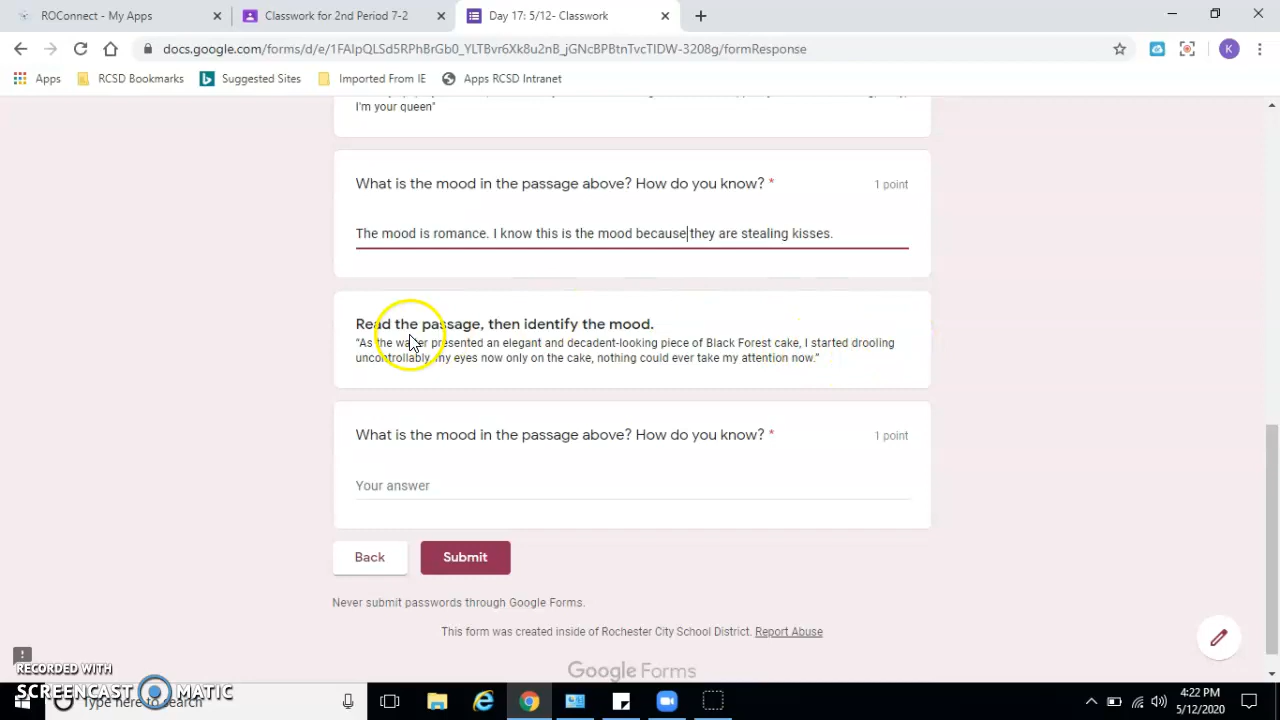 ROConnect - My Apps
Classwork for 2nd Period 7-2
Day 17: 5/12- Classwork
docs.google.com/forms/d/e/1FAIpQLSd5RPhBrGb0_YLTBvr6Xk8u2nB_jGNcBPBtnTvcTIDW-3208g/formResponse
K
Apps
RCSD Bookmarks
Suggested Sites
Imported From IE
Apps RCSD Intranet
I'm your queen"
What is the mood in the passage above? How do you know? *
1 point
The mood is romance. I know this is the mood because they are stealing kisses.
Read the passage, then identify the mood.
"As the waiter presented an elegant and decadent-looking piece of Black Forest cake, I started drooling
uncontrollably, my eyes now only on the cake, nothing could ever take my attention now."
What is the mood in the passage above? How do you know? *
1 point
Your answer
Back
Submit
Never submit passwords through Google Forms.
This form was created inside of Rochester City School District. Report Abuse
Google Forms
RECORDED WITH
SCREENCAST MATIC
Type here to search
4:22 PM
5/12/2020